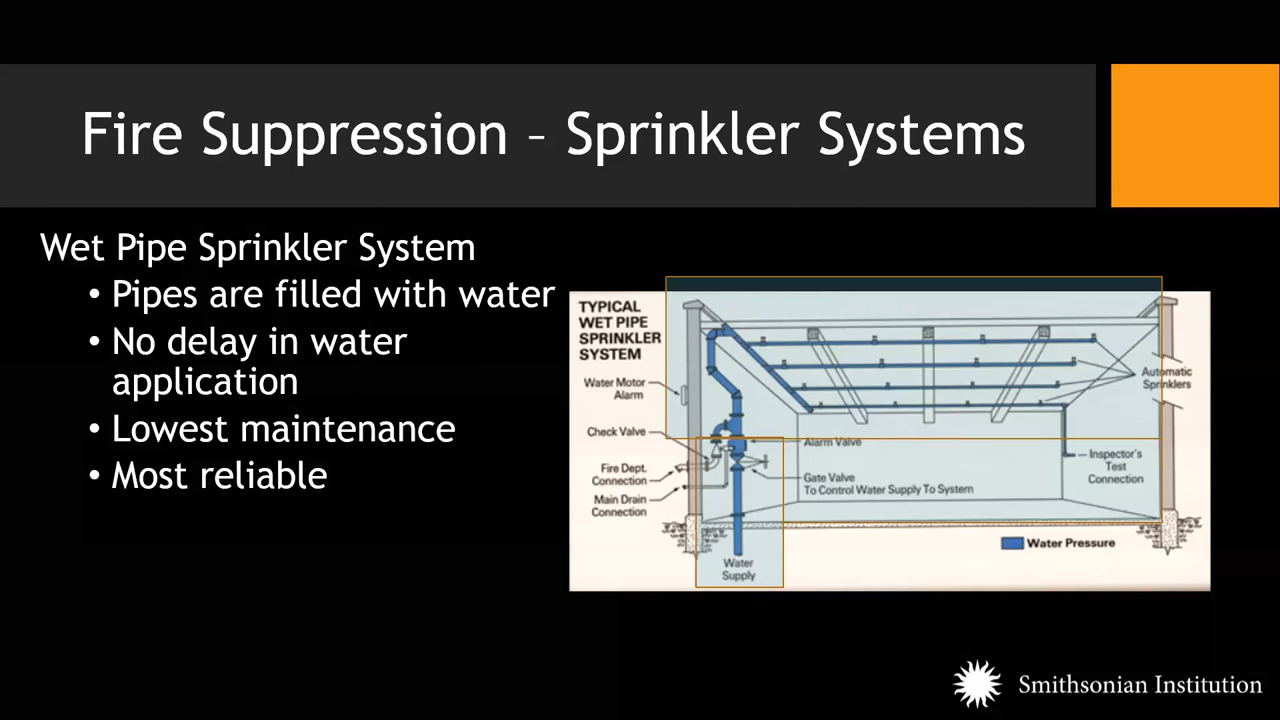 Fire Suppression – Sprinkler Systems
Wet Pipe Sprinkler System
• Pipes are filled with water
• No delay in water
application
• Lowest maintenance
• Most reliable
TYPICAL
WET PIPE
SPRINKLER
SYSTEM
Water Motor
Alarm
Check Valve
Fire Dept.
Connection
Main Drain
Connection
Automatic
Sprinklers
Alarm Valve
Gate Valve
To Control Water Supply To System
Inspector's
Test
Connection
Water Pressure
Water
Supply
Smithsonian Institution